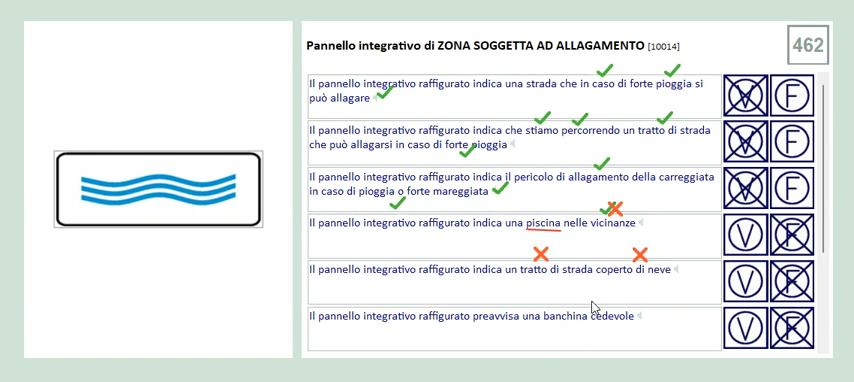 Pannello integrativo di ZONA SOGGETTA AD ALLAGAMENTO [10014]
462
Il pannello integrativo raffigurato indica una strada che in caso di forte pioggia si
può allagare
V F
Il pannello integrativo raffigurato indica che stiamo percorrendo un tratto di strada
che può allagarsi in caso di forte pioggia
V F
Il pannello integrativo raffigurato indica il pericolo di allagamento della carreggiata
in caso di pioggia o forte mareggiata
V F
Il pannello integrativo raffigurato indica una piscina nelle vicinanze
V F
Il pannello integrativo raffigurato indica un tratto di strada coperto di neve
V F
Il pannello integrativo raffigurato preavvisa una banchina cedevole
V F